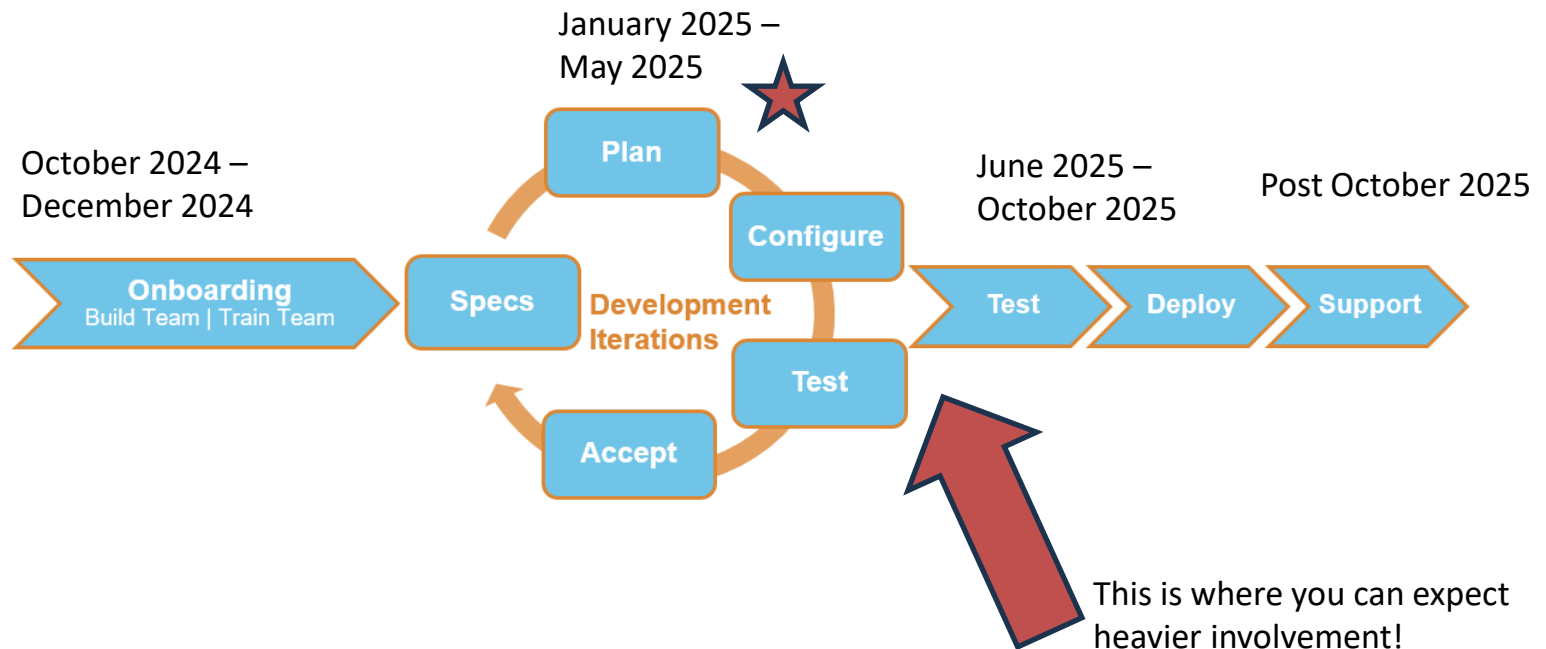 January 2025 –
May 2025
October 2024 –
December 2024
June 2025 –
October 2025
Post October 2025
Onboarding
Build Team | Train Team
Specs
Plan
Configure
Development
Iterations
Test
Accept
Test
Deploy
Support
This is where you can expect
heavier involvement!